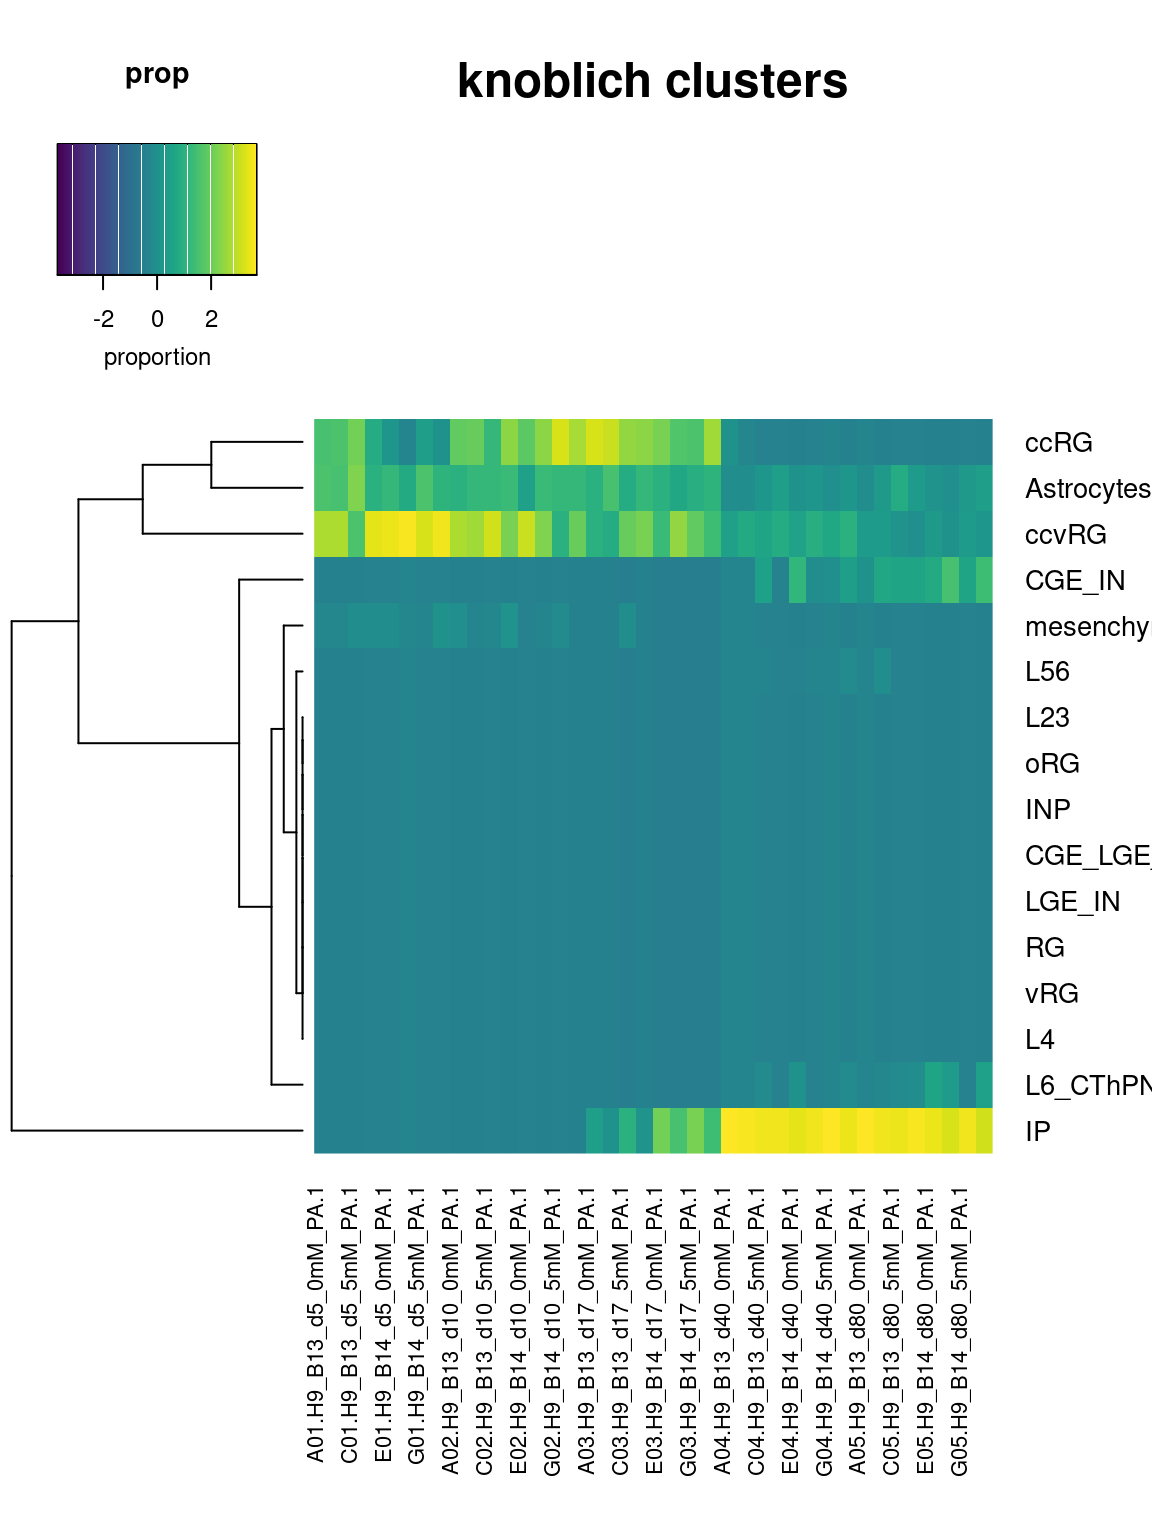 prop
knoblich clusters
-2 0 2
proportion
ccRG
Astrocytes
ccvRG
CGE_IN
mesenchy
L56
L23
oRG
INP
CGE_LGE_
LGE_IN
RG
vRG
L4
L6_CThPN
IP
A01.H9_B13_d5_0mM_PA.1
C01.H9_B13_d5_5mM_PA.1
E01.H9_B14_d5_0mM_PA.1
G01.H9_B14_d5_5mM_PA.1
A02.H9_B13_d10_0mM_PA.1
C02.H9_B13_d10_5mM_PA.1
E02.H9_B14_d10_0mM_PA.1
G02.H9_B14_d10_5mM_PA.1
A03.H9_B13_d17_0mM_PA.1
C03.H9_B13_d17_5mM_PA.1
E03.H9_B14_d17_0mM_PA.1
G03.H9_B14_d17_5mM_PA.1
A04.H9_B13_d40_0mM_PA.1
C04.H9_B13_d40_5mM_PA.1
E04.H9_B14_d40_0mM_PA.1
G04.H9_B14_d40_5mM_PA.1
A05.H9_B13_d80_0mM_PA.1
C05.H9_B13_d80_5mM_PA.1
E05.H9_B14_d80_0mM_PA.1
G05.H9_B14_d80_5mM_PA.1